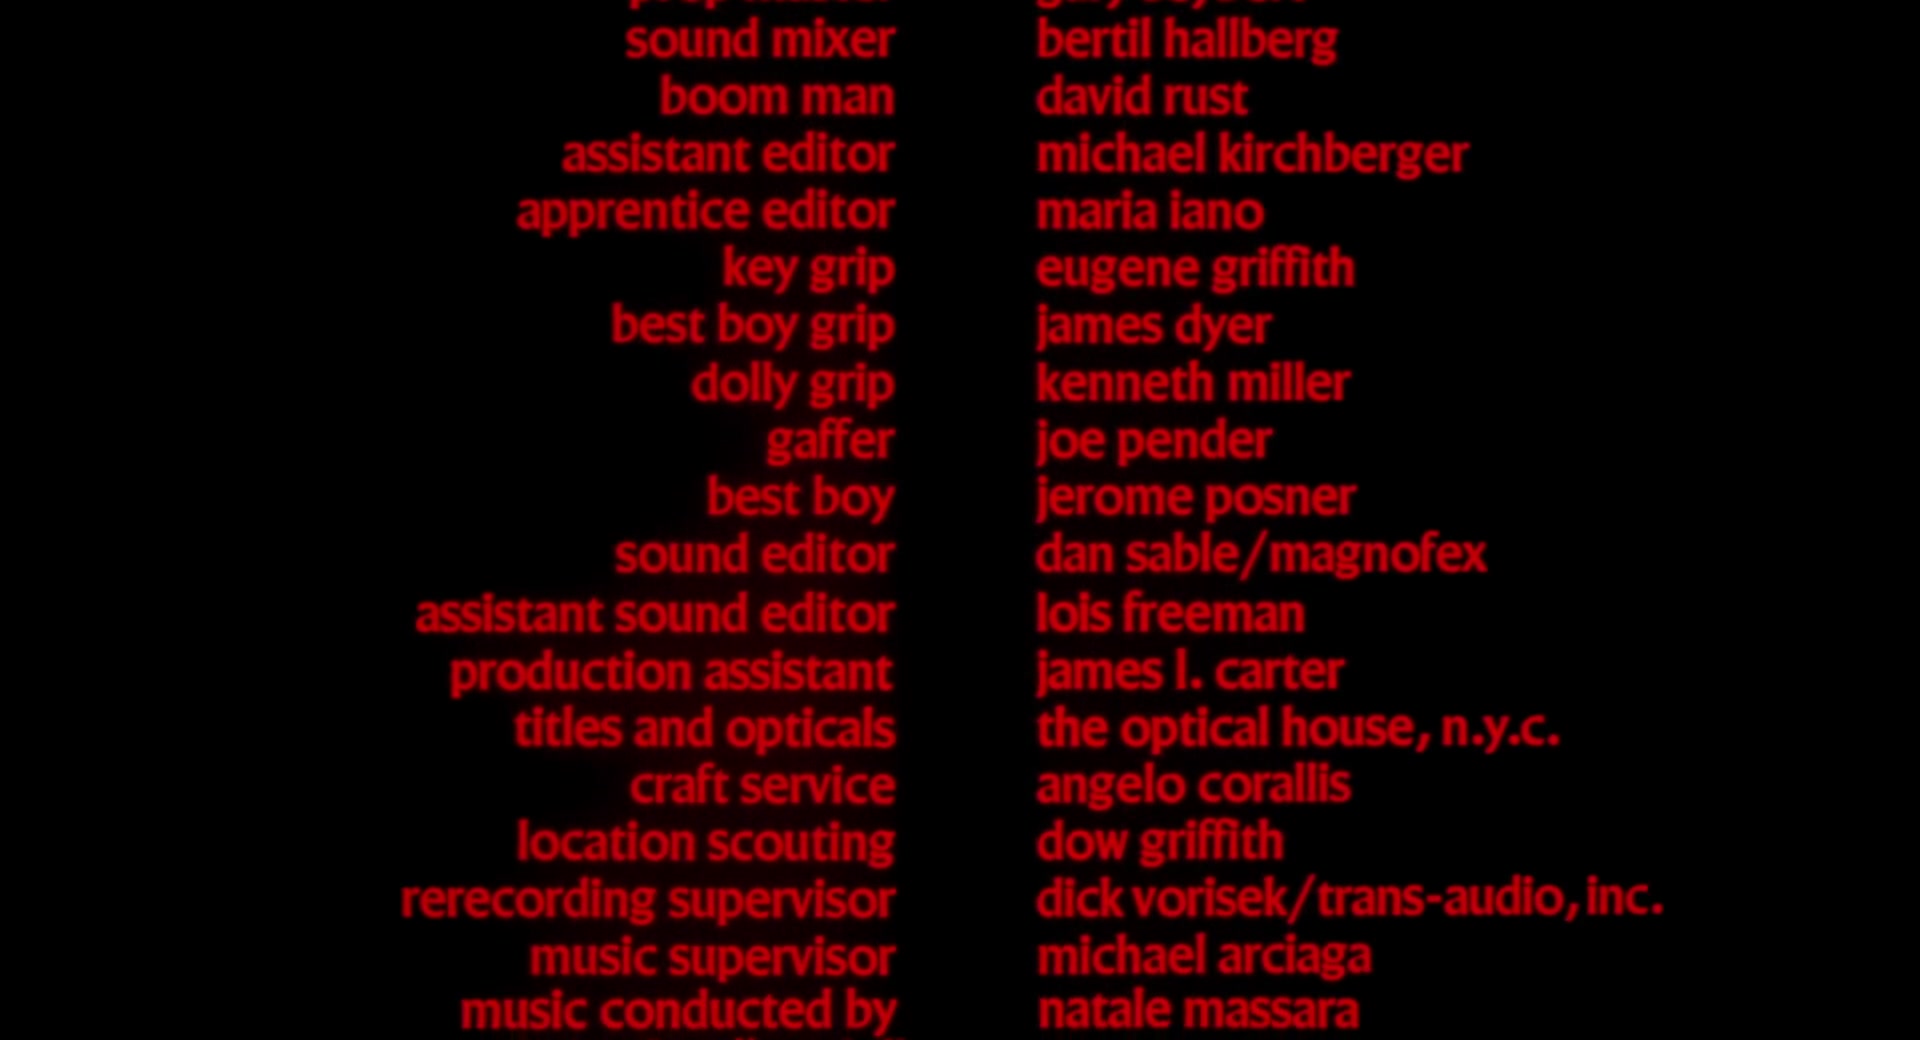 sound mixer bertil hallberg
boom man david rust
assistant editor michael kirchberger
apprentice editor maria iano
key grip eugene griffith
best boy grip james dyer
dolly grip kenneth miller
gaffer joe pender
best boy jerome posner
sound editor dan sable/magnofex
assistant sound editor lois freeman
production assistant james l. carter
titles and opticals the optical house, n.y.c.
craft service angelo corallis
location scouting dow griffith
rerecording supervisor dick vorisek/trans-audio, inc.
music supervisor michael arciaga
music conducted by natale massara